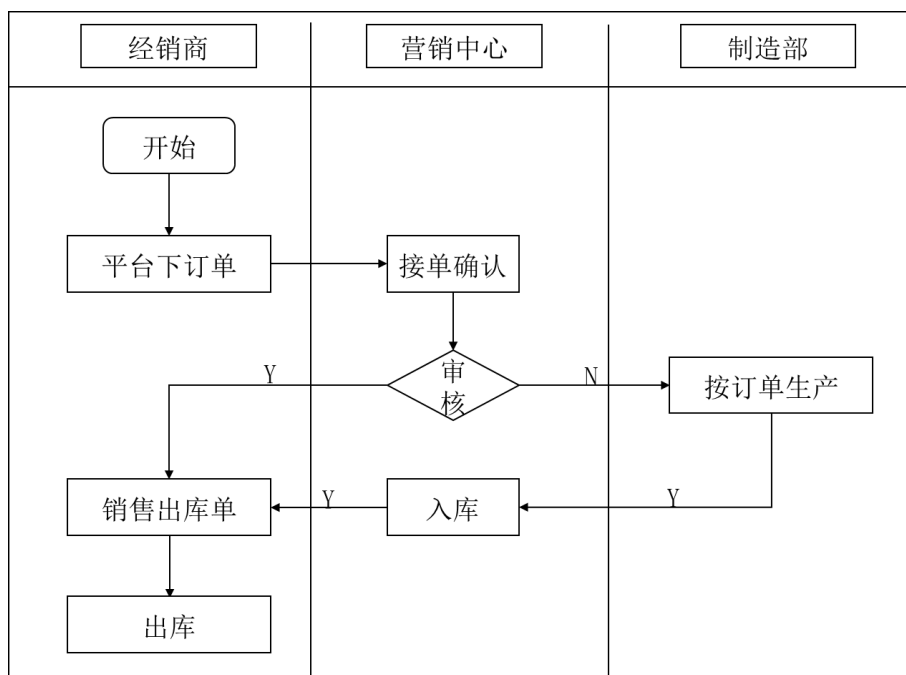 经销商
营销中心
制造部
开始
平台下订单
接单确认
审
核
Y
N
按订单生产
销售出库单
Y
入库
Y
出库